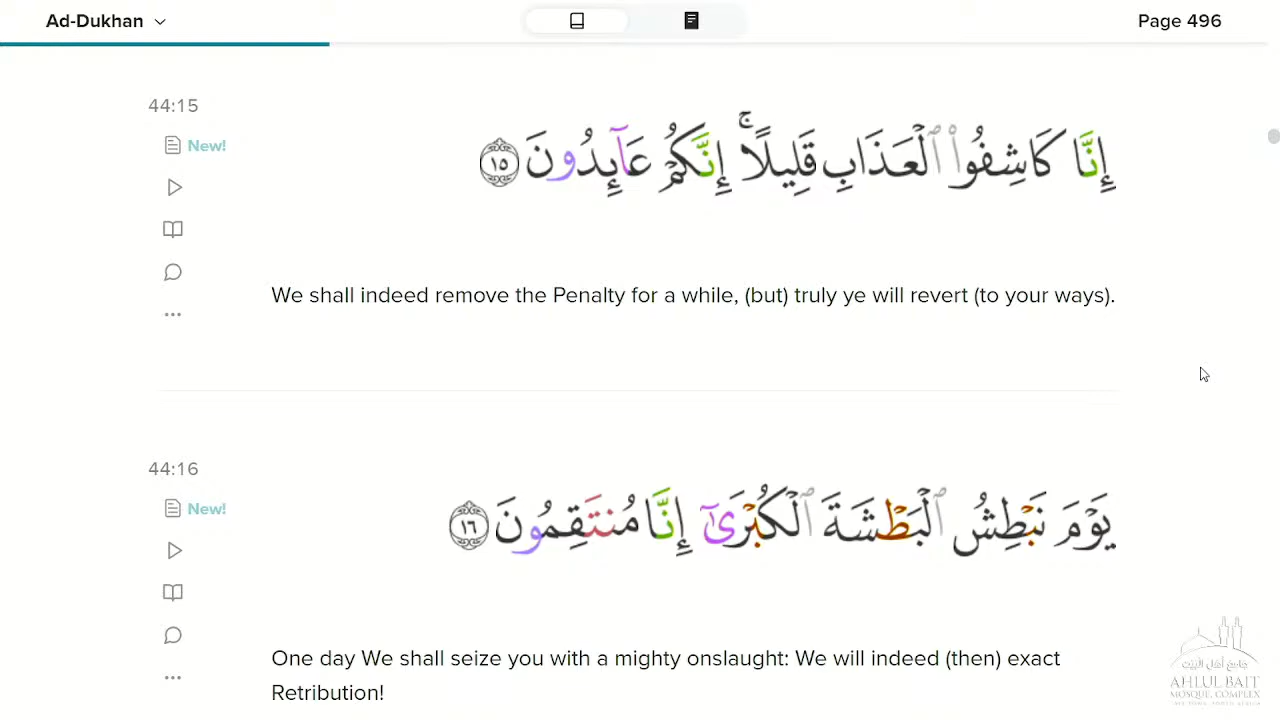 Ad-Dukhan
Page 496
44:15
New!
إِنَّا كَاشِفُوا۟ ٱلْعَذَابِ قَلِيلًا ۚ إِنَّكُمْ عَآئِدُونَ ١٥
We shall indeed remove the Penalty for a while, (but) truly ye will revert (to your ways).
44:16
New!
يَوْمَ نَبْطِشُ ٱلْبَطْشَةَ ٱلْكُبْرَىٰٓ إِنَّا مُنتَقِمُونَ ١٦
One day We shall seize you with a mighty onslaught: We will indeed (then) exact
Retribution!
جامع أهل البيت
AHLUL BAIT
MOSQUE COMPLEX